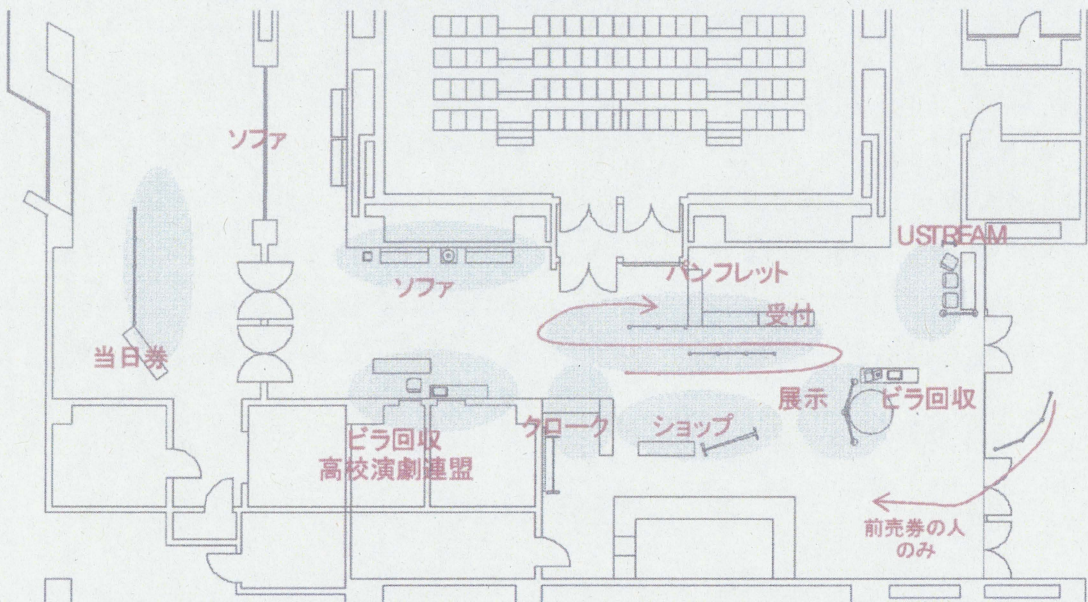 ソファ
USTREAM
パンフレット
ソファ
受付
当日券
展示
ビラ回収
クローク
ショップ
ビラ回収
高校演劇連盟
前売券の人
のみ